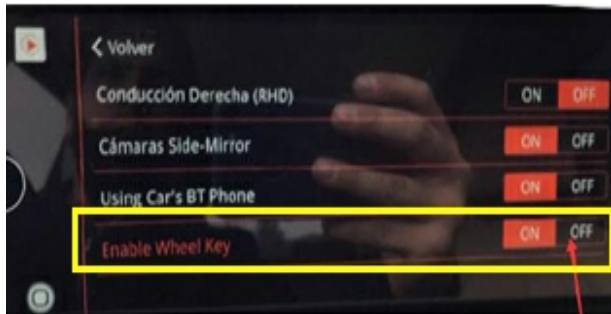 < Volver
Conducción Derecha (RHD) ON OFF
Cámaras Side-Mirror ON OFF
Using Car's BT Phone ON OFF
Enable Wheel Key ON OFF